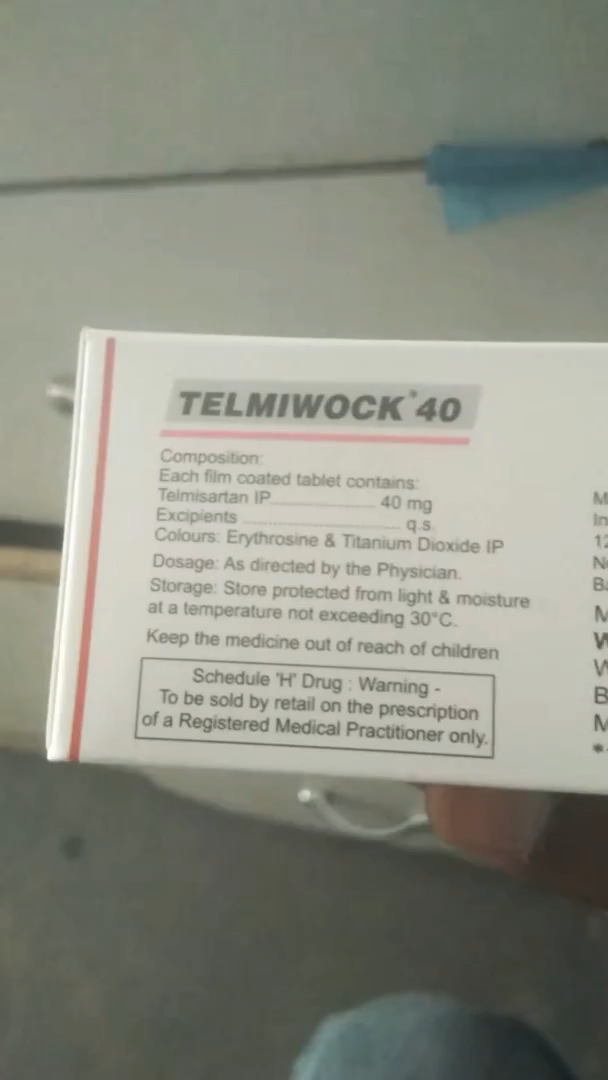 TELMIWOCK® 40
Composition:
Each film coated tablet contains:
Telmisartan IP.............................. 40 mg
Excipients .................................... q.s.
Colours: Erythrosine & Titanium Dioxide IP
Dosage: As directed by the Physician.
Storage: Store protected from light & moisture
at a temperature not exceeding 30°C.
Keep the medicine out of reach of children
Schedule 'H' Drug : Warning -
To be sold by retail on the prescription
of a Registered Medical Practitioner only.